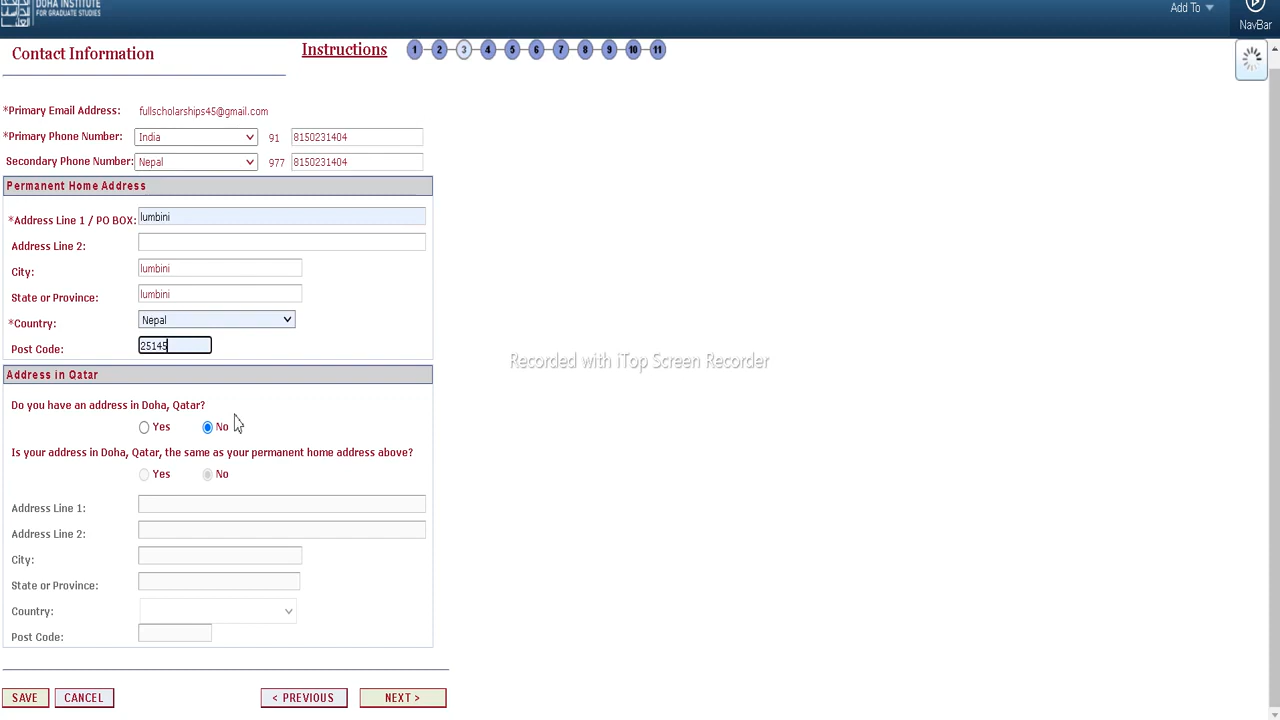 DOHA INSTITUTE
FOR GRADUATE STUDIES
Add To
NavBar
Contact Information
Instructions
1 2 3 4 5 6 7 8 9 10 11
*Primary Email Address: fullscholarships45@gmail.com
*Primary Phone Number: India 91 8150231404
Secondary Phone Number: Nepal 977 8150231404
Permanent Home Address
*Address Line 1 / PO BOX: lumbini
Address Line 2:
City: lumbini
State or Province: lumbini
*Country: Nepal
Post Code: 25145
Recorded with iTop Screen Recorder
Address in Qatar
Do you have an address in Doha, Qatar?
Yes No
Is your address in Doha, Qatar, the same as your permanent home address above?
Yes No
Address Line 1:
Address Line 2:
City:
State or Province:
Country:
Post Code:
SAVE CANCEL < PREVIOUS NEXT >